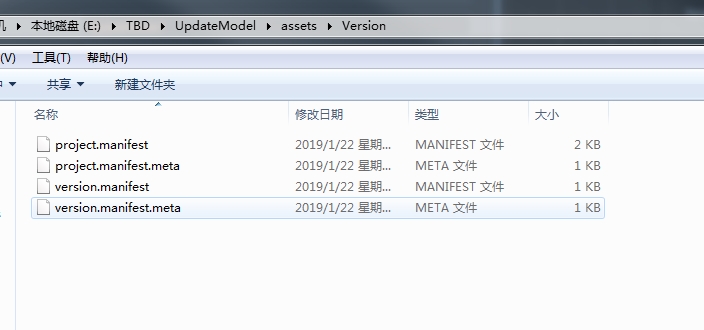 本地磁盘 (E:) ▸ TBD ▸ UpdateModel ▸ assets ▸ Version
(V) 工具(T) 帮助(H)
共享 新建文件夹
名称 修改日期 类型 大小
project.manifest 2019/1/22 星期... MANIFEST 文件 2 KB
project.manifest.meta 2019/1/22 星期... META 文件 1 KB
version.manifest 2019/1/22 星期... MANIFEST 文件 1 KB
version.manifest.meta 2019/1/22 星期... META 文件 1 KB